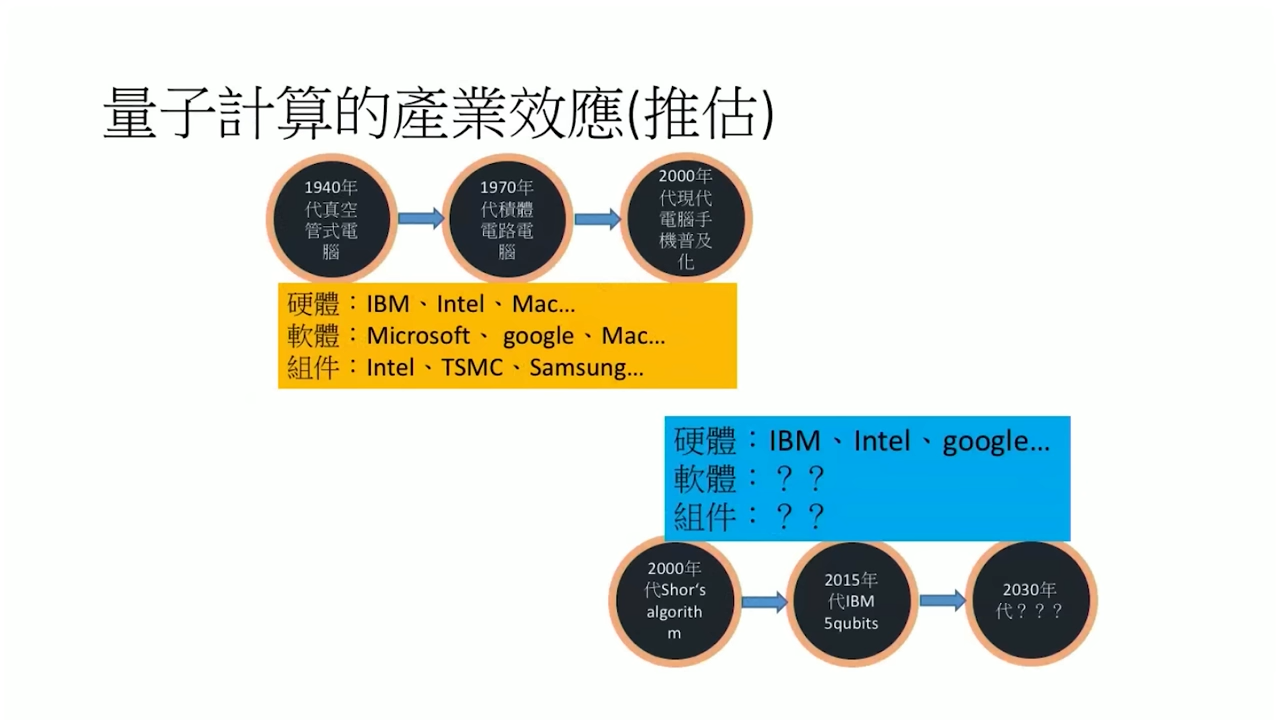 量子計算的產業效應(推估)
1940年
代真空
管式電
腦
1970年
代積體
電路電
腦
2000年
代現代
電腦手
機普及
化
硬體：IBM、Intel、Mac…
軟體：Microsoft、 google、Mac…
組件：Intel、TSMC、Samsung…
硬體：IBM、Intel、google…
軟體：？？
組件：？？
2000年
代Shor‘s
algorith
m
2015年
代IBM
5qubits
2030年
代？？？